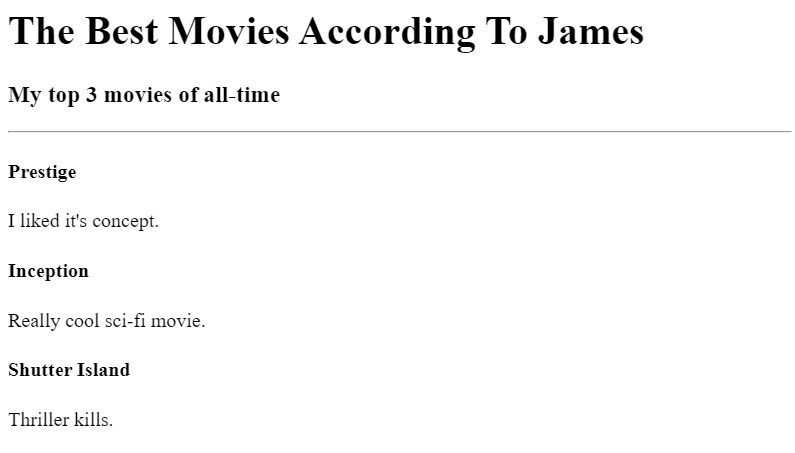 The Best Movies According To James
My top 3 movies of all-time
Prestige
I liked it's concept.
Inception
Really cool sci-fi movie.
Shutter Island
Thriller kills.